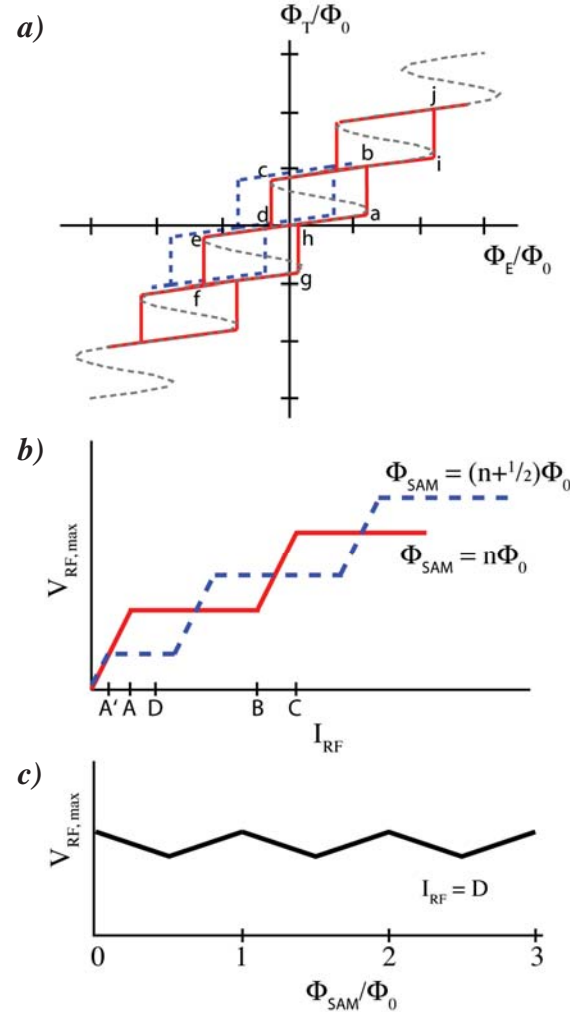 a)
Φ_T/Φ_0
j
c
b
i
d
a
e
h
Φ_E/Φ_0
g
f
b)
Φ_SAM = (n+1/2)Φ_0
Φ_SAM = nΦ_0
V_RF, max
A' A D B C
I_RF
c)
V_RF, max
I_RF = D
0 1 2 3
Φ_SAM/Φ_0